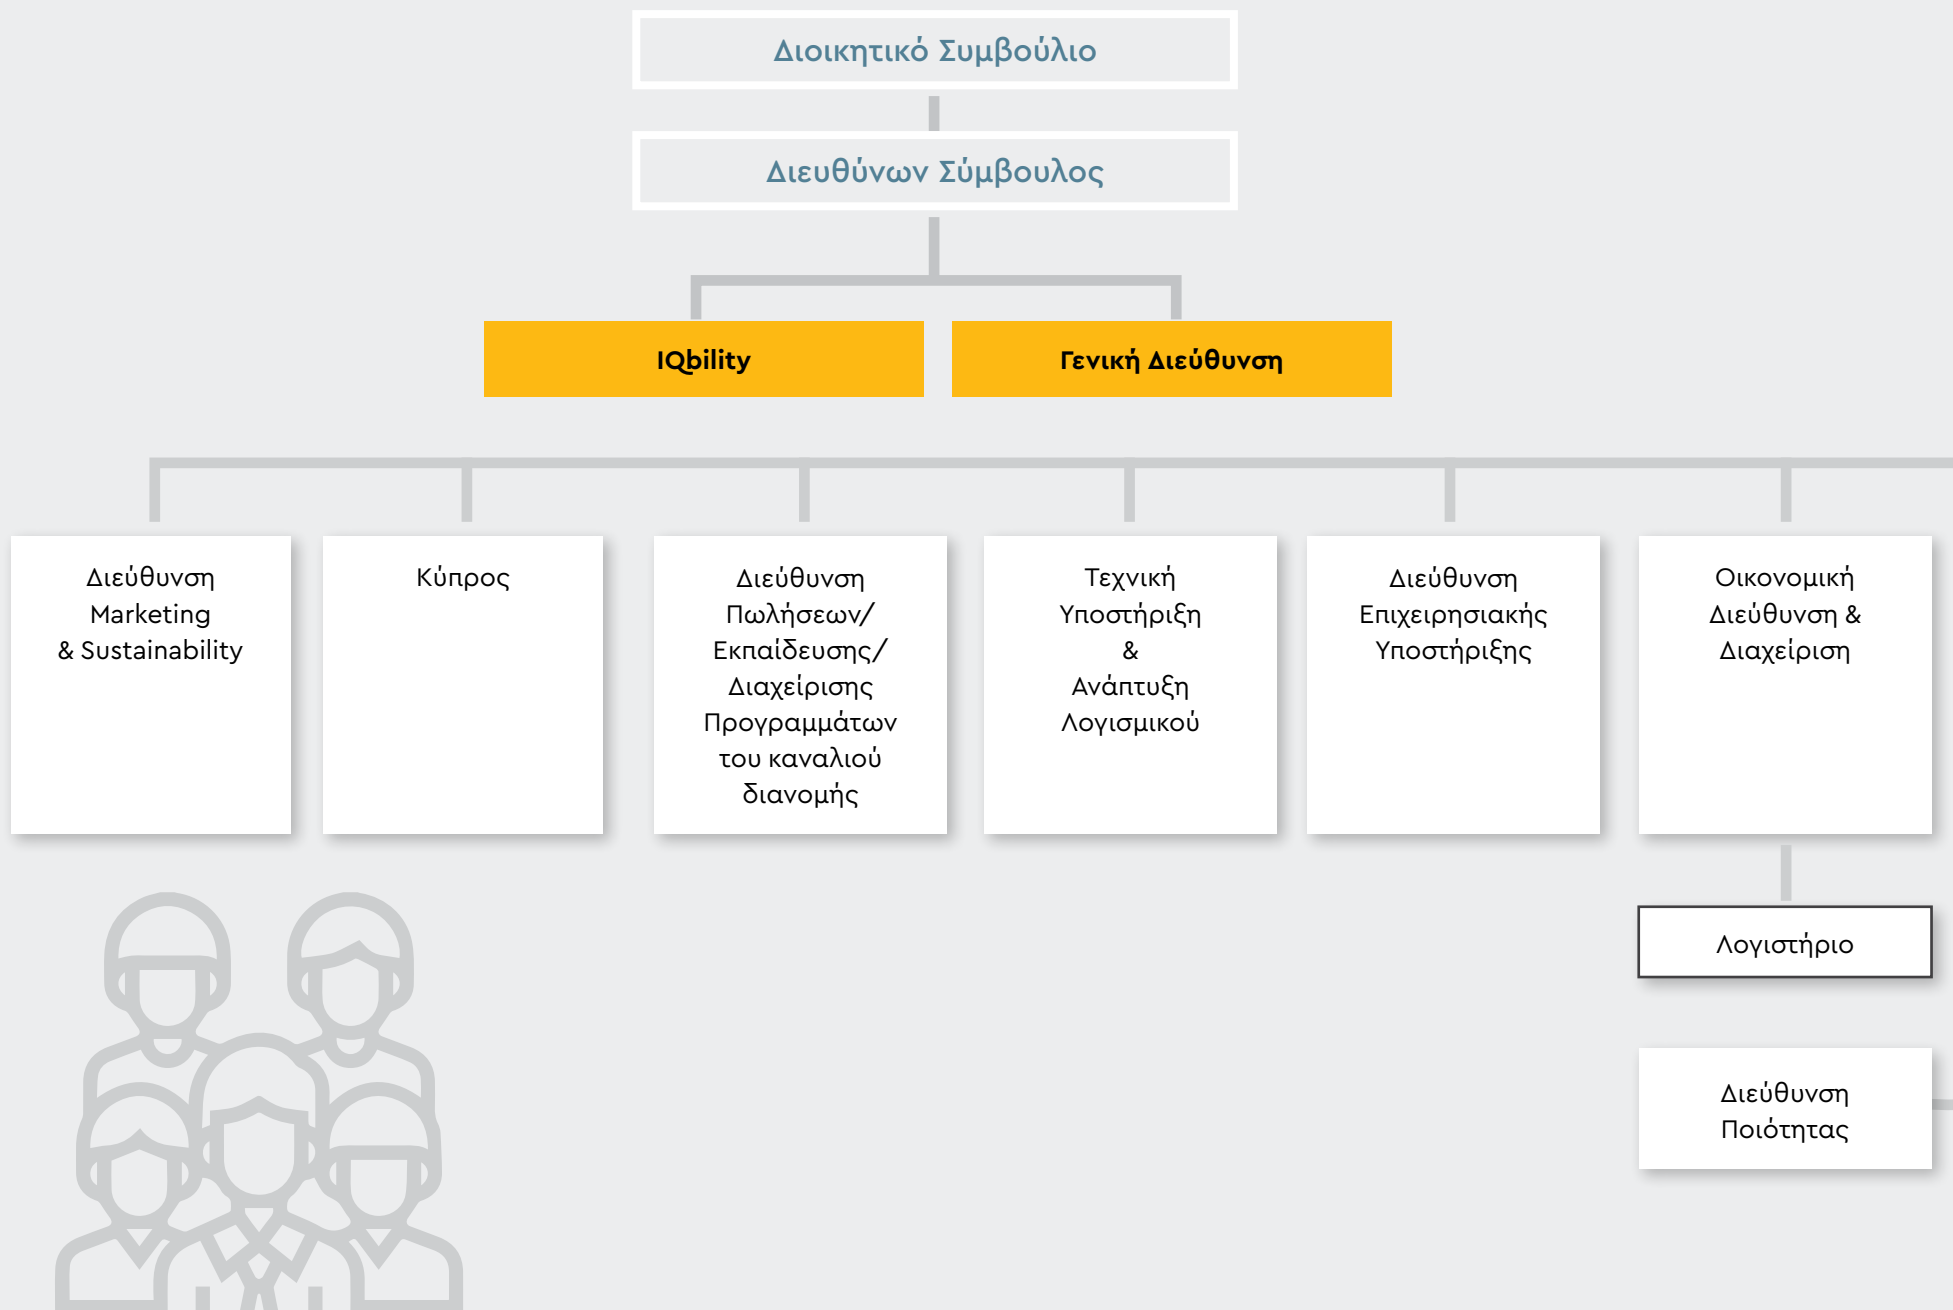 Διοικητικό Συμβούλιο
Διευθύνων Σύμβουλος
IQbility
Γενική Διεύθυνση
Διεύθυνση
Marketing
& Sustainability
Κύπρος
Διεύθυνση
Πωλήσεων/
Εκπαίδευσης/
Διαχείρισης
Προγραμμάτων
του καναλιού
διανομής
Τεχνική
Υποστήριξη
&
Ανάπτυξη
Λογισμικού
Διεύθυνση
Επιχειρησιακής
Υποστήριξης
Οικονομική
Διεύθυνση &
Διαχείριση
Λογιστήριο
Διεύθυνση
Ποιότητας